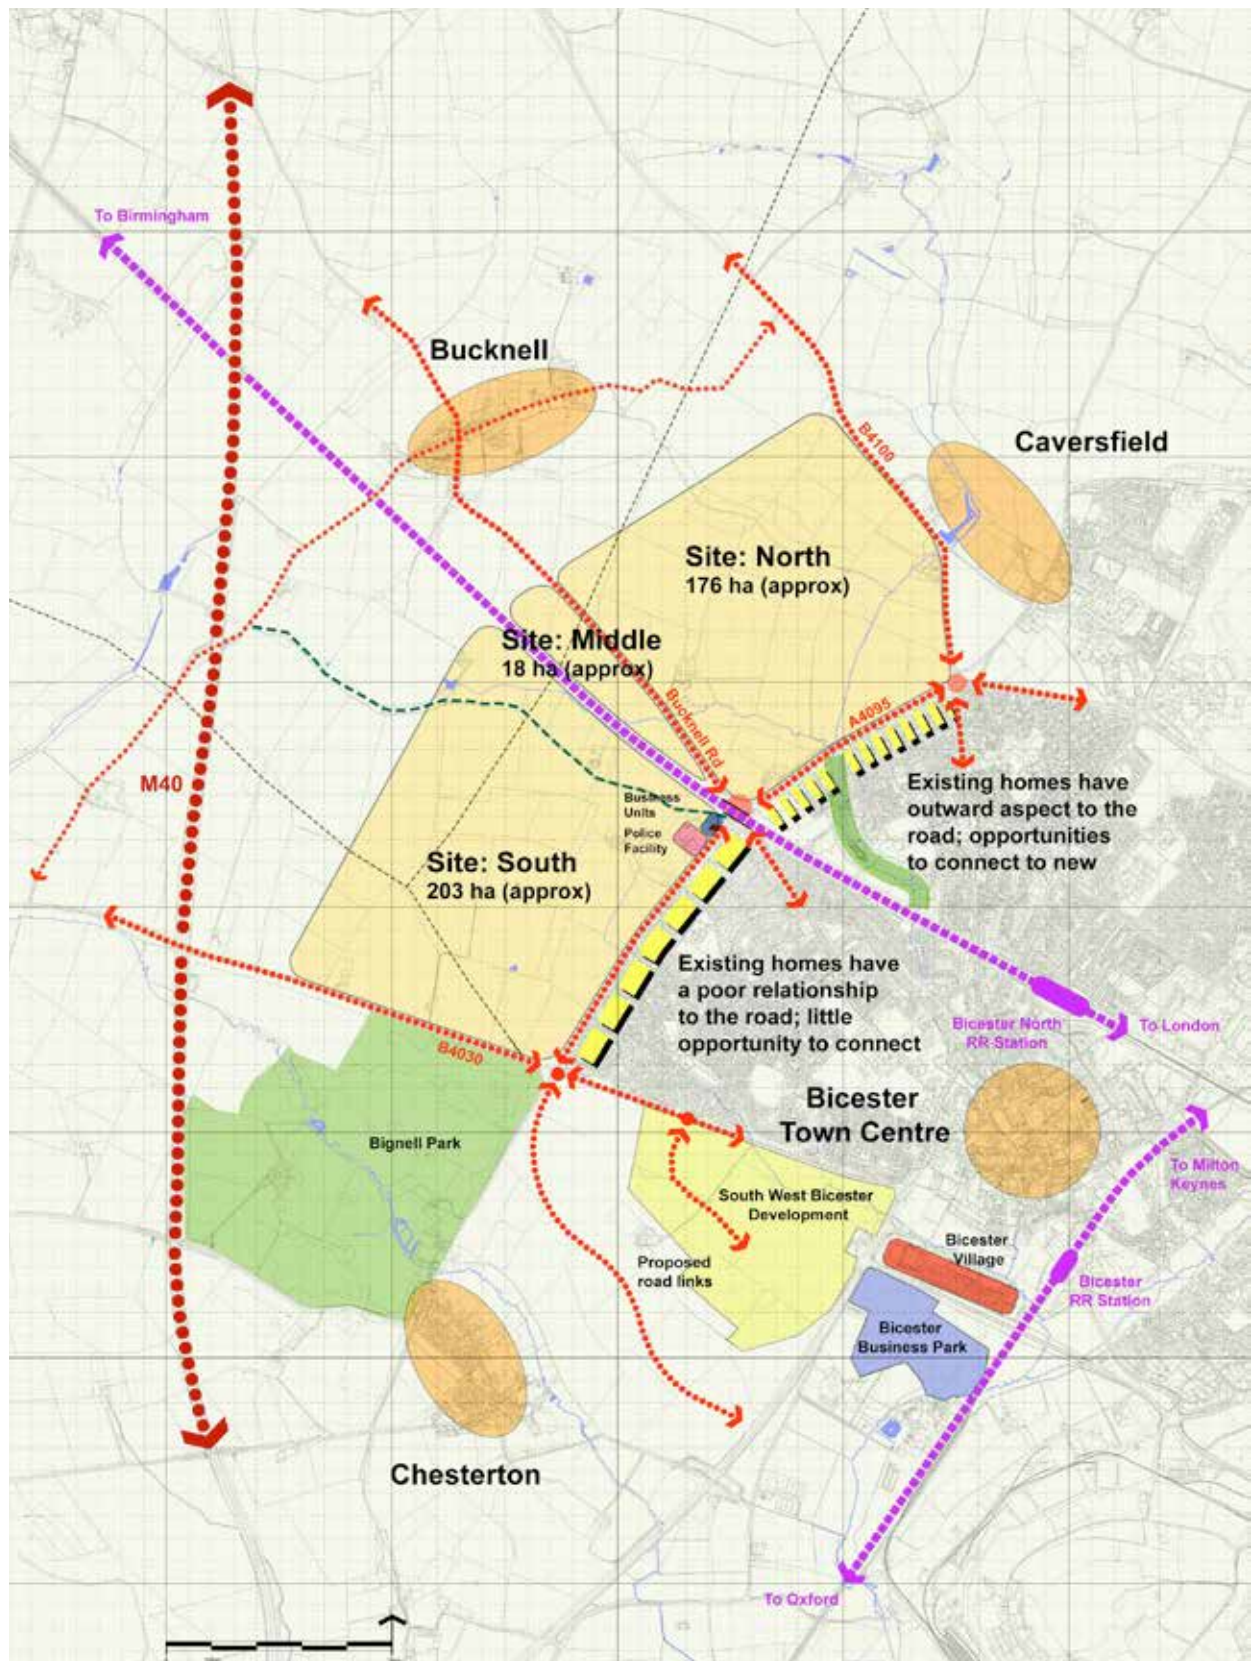 To Birmingham
Bucknell
B4100
Caversfield
Site: North
176 ha (approx)
Site: Middle
18 ha (approx)
Bucknell Rd
A4095
M40
Existing homes have
outward aspect to the
road; opportunities
to connect to new
Business
Units
Police
Facility
Site: South
203 ha (approx)
Existing homes have
a poor relationship
to the road; little
opportunity to connect
Bicester North
RR Station
To London
B4030
Bicester
Town Centre
Bignell Park
To Milton
Keynes
South West Bicester
Development
Bicester
Village
Proposed
road links
Bicester
RR Station
Bicester
Business Park
Chesterton
To Oxford